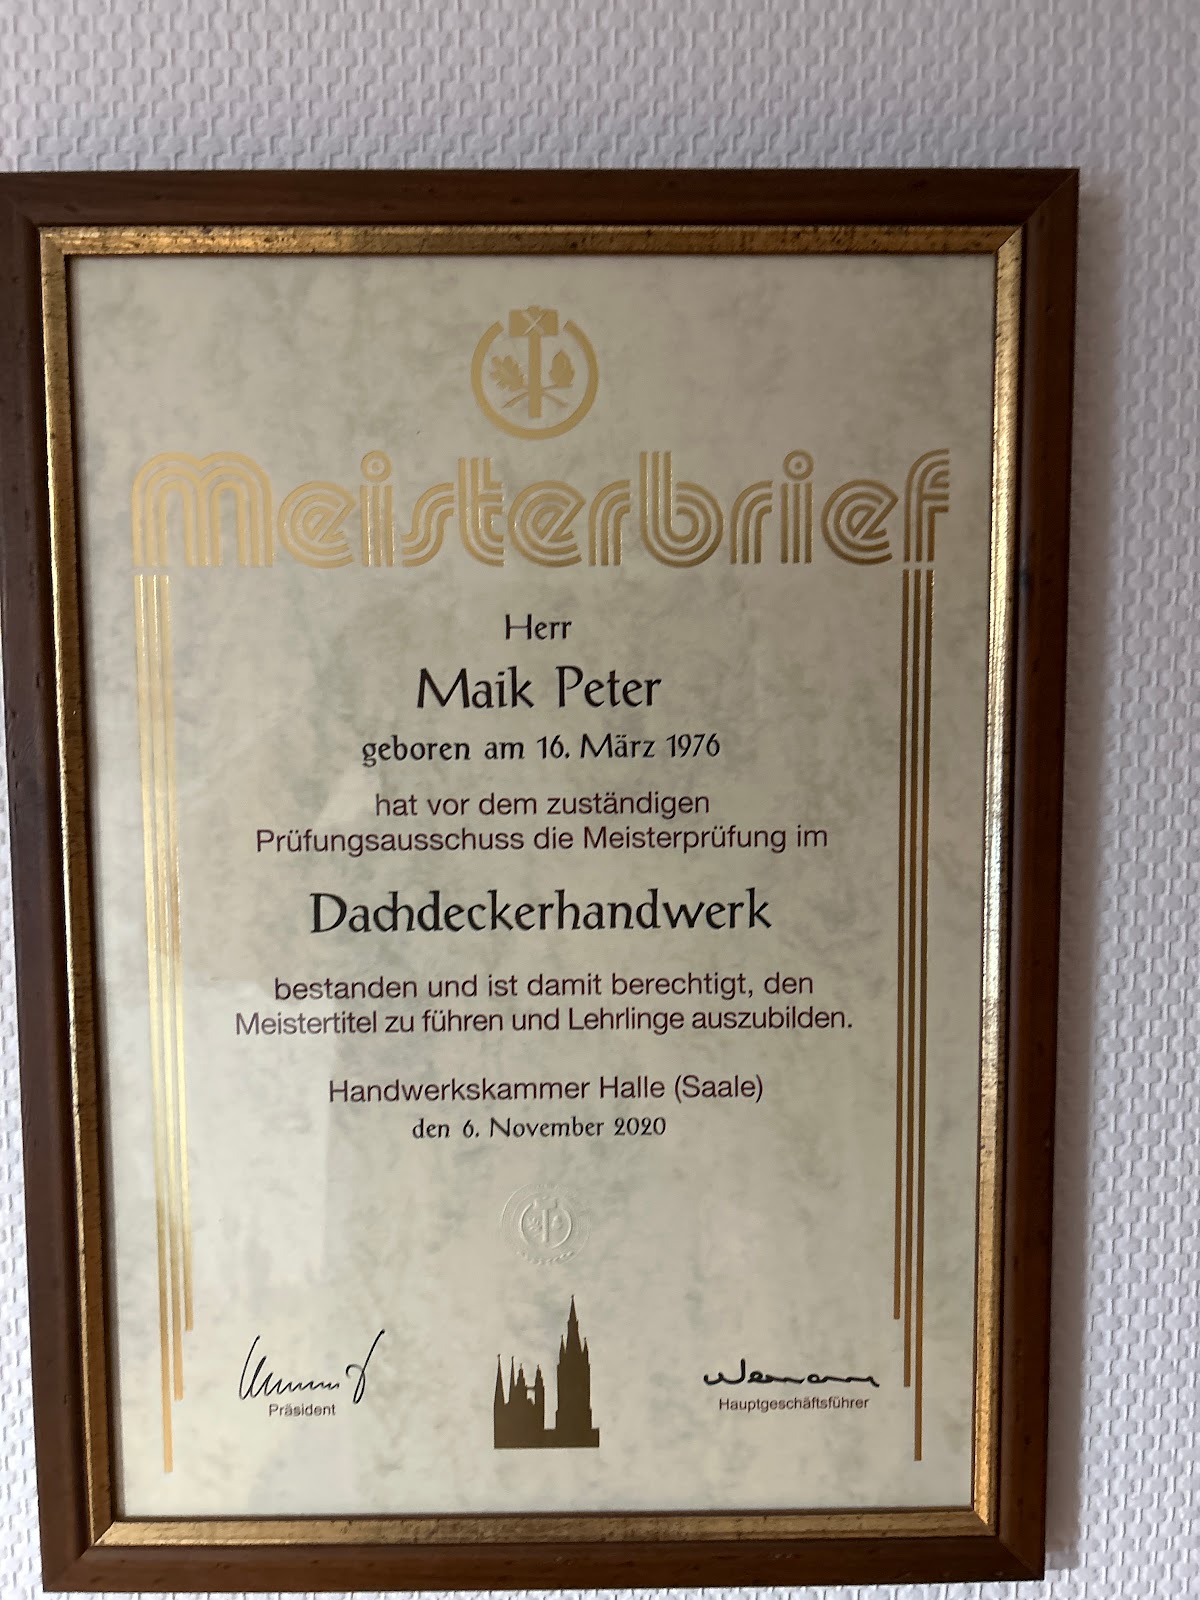 Meisterbrief
Herr
Maik Peter
geboren am 16. März 1976
hat vor dem zuständigen
Prüfungsausschuss die Meisterprüfung im
Dachdeckerhandwerk
bestanden und ist damit berechtigt, den
Meistertitel zu führen und Lehrlinge auszubilden.
Handwerkskammer Halle (Saale)
den 6. November 2020
Präsident
Hauptgeschäftsführer